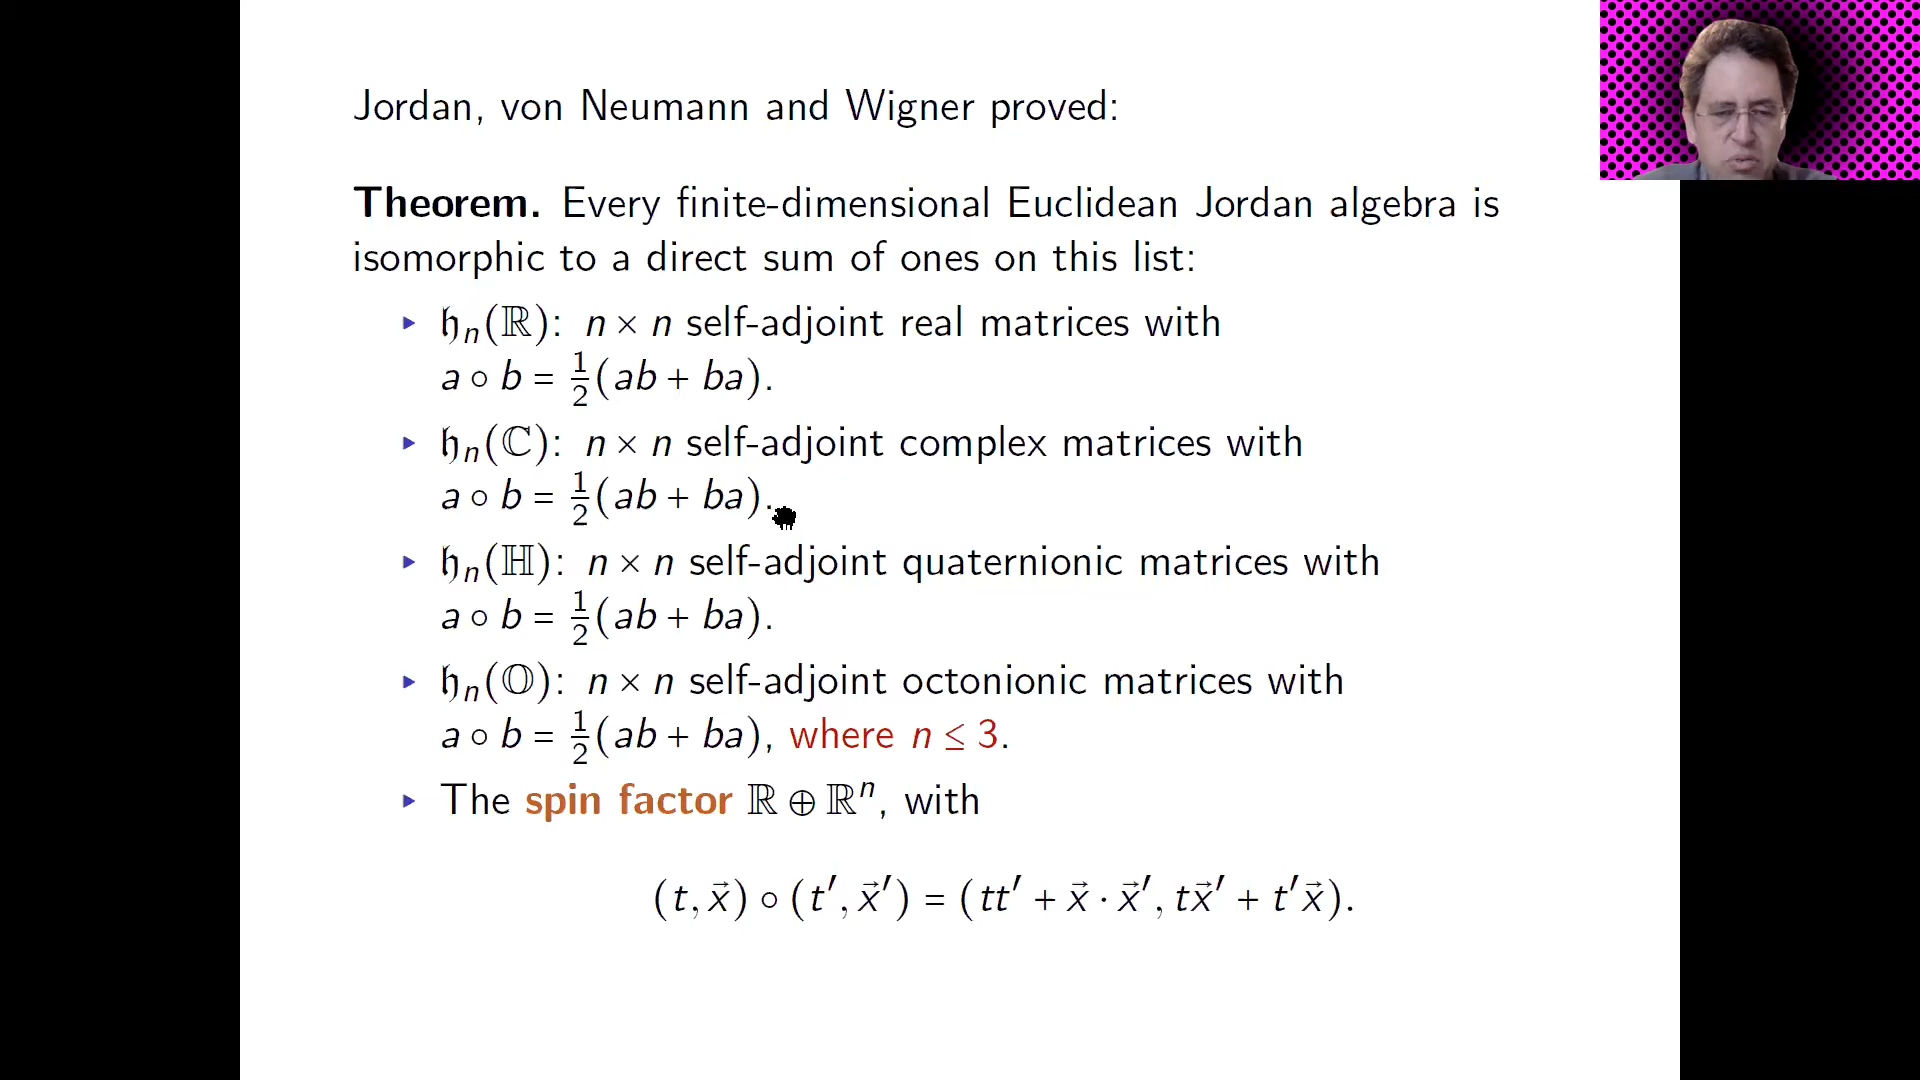 Jordan, von Neumann and Wigner proved:
Theorem. Every finite-dimensional Euclidean Jordan algebra is
isomorphic to a direct sum of ones on this list:
▸ 𝔥ₙ(ℝ): n × n self-adjoint real matrices with
a ∘ b = ½(ab + ba).
▸ 𝔥ₙ(ℂ): n × n self-adjoint complex matrices with
a ∘ b = ½(ab + ba).
▸ 𝔥ₙ(ℍ): n × n self-adjoint quaternionic matrices with
a ∘ b = ½(ab + ba).
▸ 𝔥ₙ(𝕆): n × n self-adjoint octonionic matrices with
a ∘ b = ½(ab + ba), where n ≤ 3.
▸ The spin factor ℝ ⊕ ℝⁿ, with
(t, x⃗) ∘ (t′, x⃗′) = (tt′ + x⃗ · x⃗′, tx⃗′ + t′x⃗).